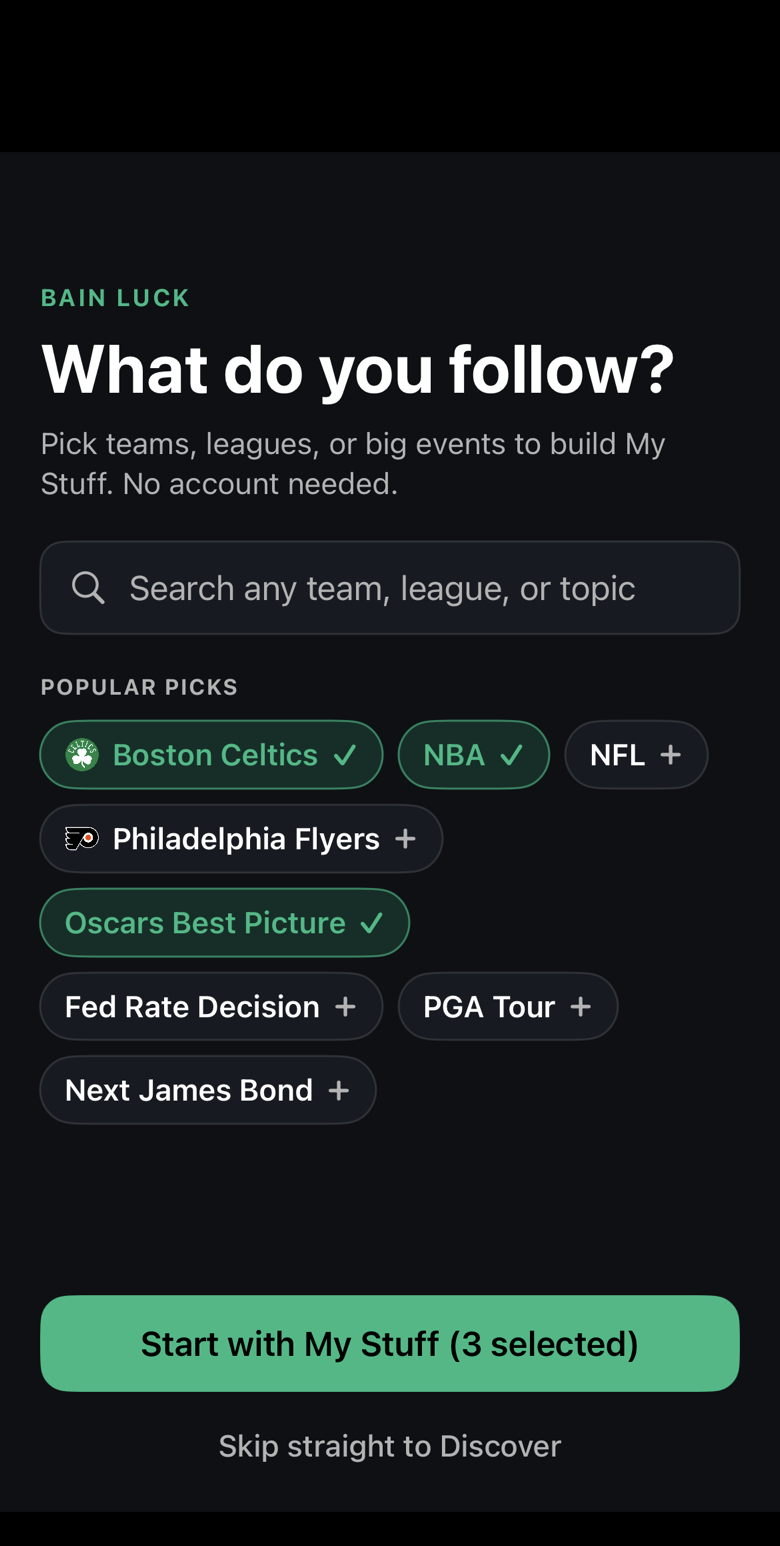 BAIN LUCK
What do you follow?
Pick teams, leagues, or big events to build My
Stuff. No account needed.
Search any team, league, or topic
POPULAR PICKS
CELTICS Boston Celtics ✓ NBA ✓ NFL +
Philadelphia Flyers +
Oscars Best Picture ✓
Fed Rate Decision + PGA Tour +
Next James Bond +
Start with My Stuff (3 selected)
Skip straight to Discover